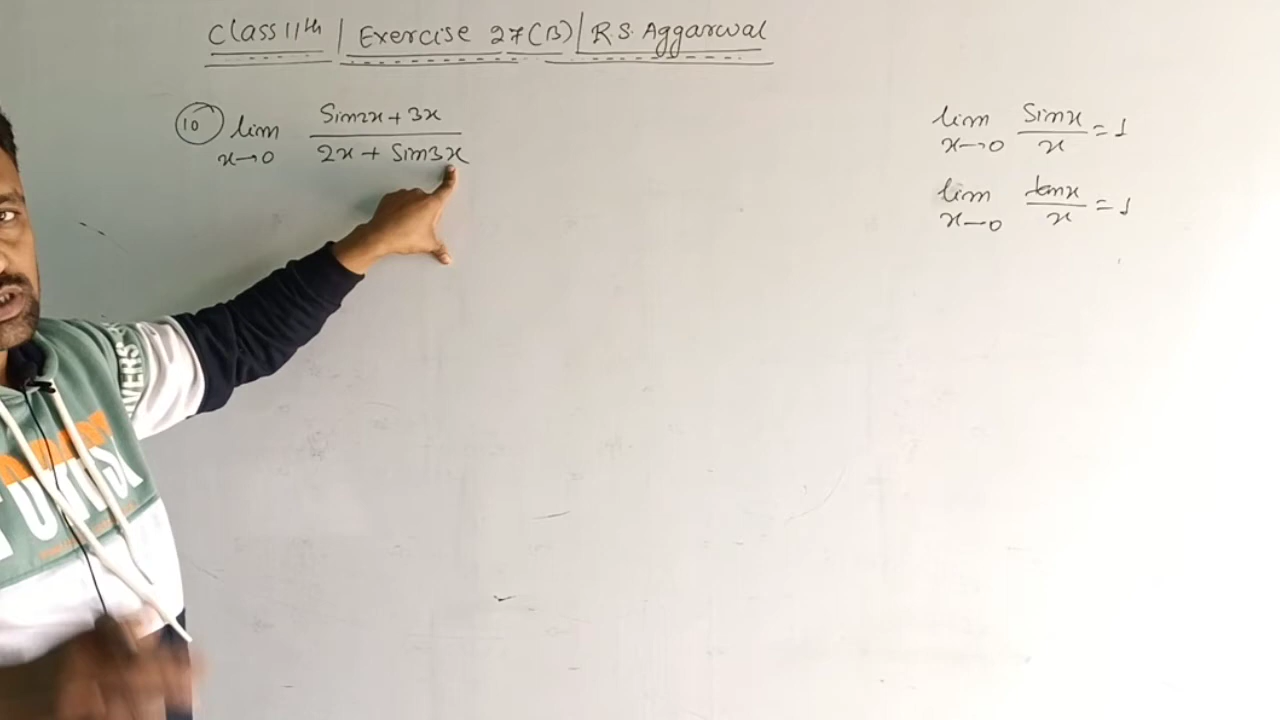 Class 11th | Exercise 27(B) | R.S. Aggarwal
(10) lim x→0 (Sin2x + 3x) / (2x + Sin3x)
lim x→0 Sinx / x = 1
lim x→0 tanx / x = 1
VERS